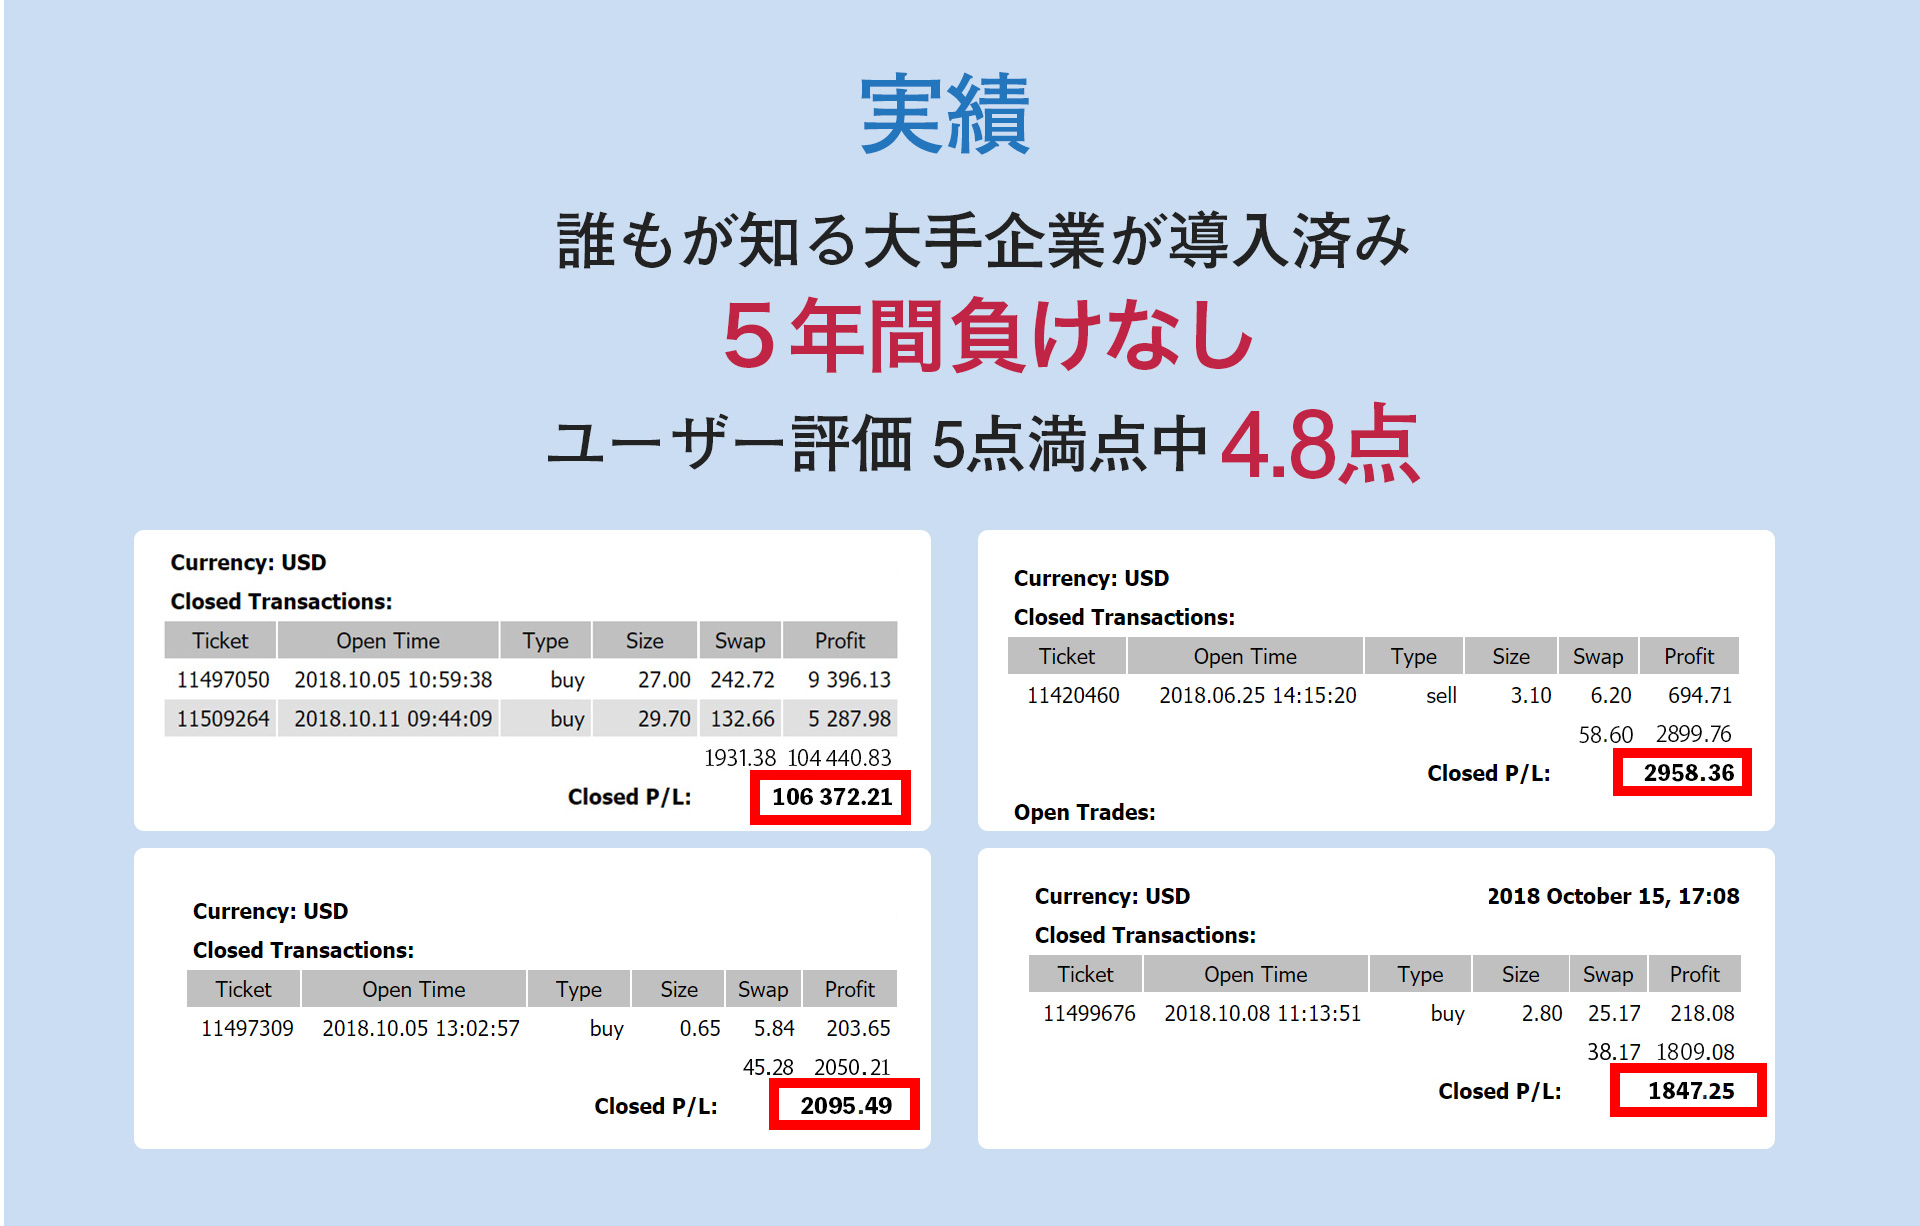 実績
誰もが知る大手企業が導入済み
5年間負けなし
ユーザー評価 5点満点中 4.8点
Currency: USD
Closed Transactions:
Ticket Open Time Type Size Swap Profit
11497050 2018.10.05 10:59:38 buy 27.00 242.72 9 396.13
11509264 2018.10.11 09:44:09 buy 29.70 132.66 5 287.98
1931.38 104 440.83
Closed P/L: 106 372.21
Currency: USD
Closed Transactions:
Ticket Open Time Type Size Swap Profit
11420460 2018.06.25 14:15:20 sell 3.10 6.20 694.71
58.60 2899.76
Closed P/L: 2958.36
Open Trades:
Currency: USD
Closed Transactions:
Ticket Open Time Type Size Swap Profit
11497309 2018.10.05 13:02:57 buy 0.65 5.84 203.65
45.28 2050.21
Closed P/L: 2095.49
Currency: USD 2018 October 15, 17:08
Closed Transactions:
Ticket Open Time Type Size Swap Profit
11499676 2018.10.08 11:13:51 buy 2.80 25.17 218.08
38.17 1809.08
Closed P/L: 1847.25